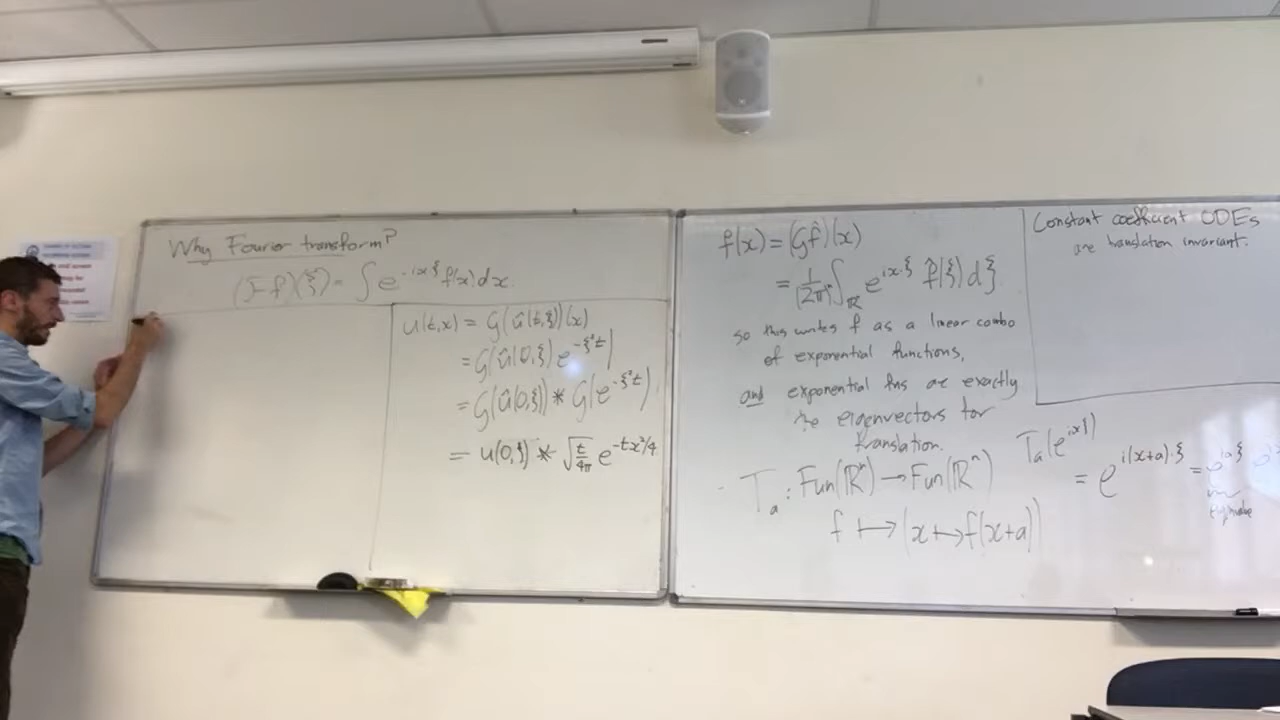 Why Fourier transform?
(Ff)(ξ) = ∫ e^{-ix·ξ} f(x) dx.
u(t,x) = G(û(t,ξ))(x)
= G(û(0,ξ) e^{-ξ²t})
= G(û(0,ξ)) * G(e^{-ξ²t}).
= u(0,ξ) * √(t/4π) e^{-tx²/4}
f(x) = (Gf̂)(x)
= 1/(2π)ⁿ ∫_ℝ e^{ix·ξ} f̂(ξ) dξ.
so this writes f as a linear combo
of exponential functions,
and exponential fns are exactly
the eigenvectors for
translation.
T_a : Fun(ℝⁿ) → Fun(ℝⁿ)
f ⟼ (x ⟼ f(x+a))
Constant coefficient ODEs
are translation invariant.
T_a(e^{ixξ})
= e^{i(x+a)·ξ} = e^{ia·ξ}
eigenvalue